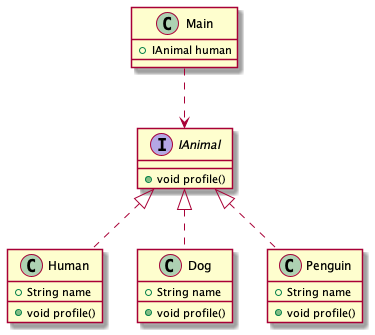 C Main
IAnimal human
I IAnimal
void profile()
C Human
String name
void profile()
C Dog
String name
void profile()
C Penguin
String name
void profile()